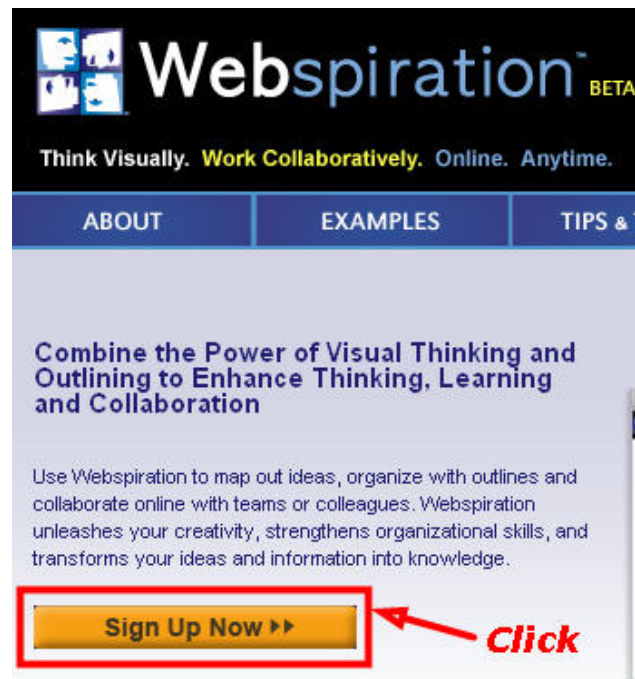 Webspiration™ BETA
Think Visually. Work Collaboratively. Online. Anytime.
ABOUT EXAMPLES TIPS &
Combine the Power of Visual Thinking and
Outlining to Enhance Thinking, Learning
and Collaboration
Use Webspiration to map out ideas, organize with outlines and
collaborate online with teams or colleagues. Webspiration
unleashes your creativity, strengthens organizational skills, and
transforms your ideas and information into knowledge.
Sign Up Now
Click